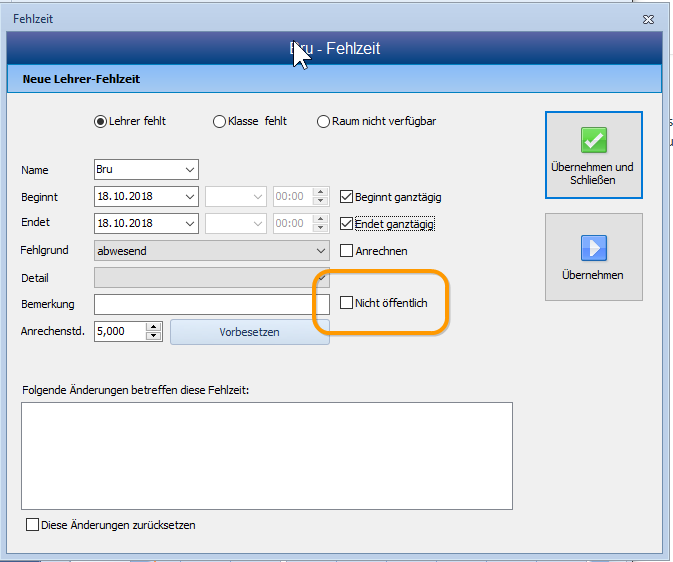 Fehlzeit
Bru - Fehlzeit
Neue Lehrer-Fehlzeit
Lehrer fehlt Klasse fehlt Raum nicht verfügbar
Name Bru
Beginnt 18.10.2018 00:00 Beginnt ganztägig
Endet 18.10.2018 00:00 Endet ganztägig
Fehlgrund abwesend Anrechnen
Detail
Bemerkung Nicht öffentlich
Anrechenstd. 5,000 Vorbesetzen
Übernehmen und
Schließen
Übernehmen
Folgende Änderungen betreffen diese Fehlzeit:
Diese Änderungen zurücksetzen